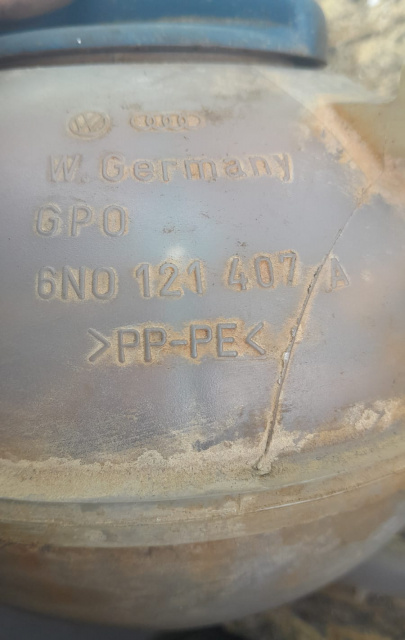 W. Germany
GPO
6N0 121 407 A
>PP-PE<